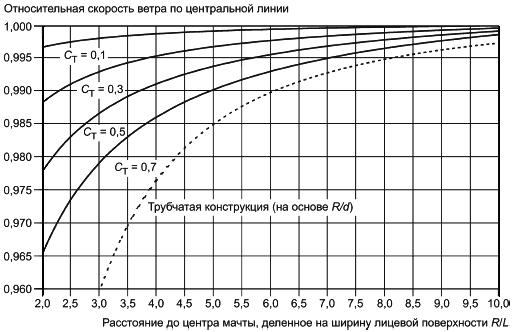 Относительная скорость ветра по центральной линии
1,000
0,995
0,990
0,985
0,980
0,975
0,970
0,965
0,960
C_T = 0,1
C_T = 0,3
C_T = 0,5
C_T = 0,7
Трубчатая конструкция (на основе R/d)
2,0 2,5 3.0 3,5 4.0 4.5 5.0 5.5 6.0 6.5 7.0 7.5 8.0 8.5 9.0 9,5 10,0
Расстояние до центра мачты, деленное на ширину лицевой поверхности R/L